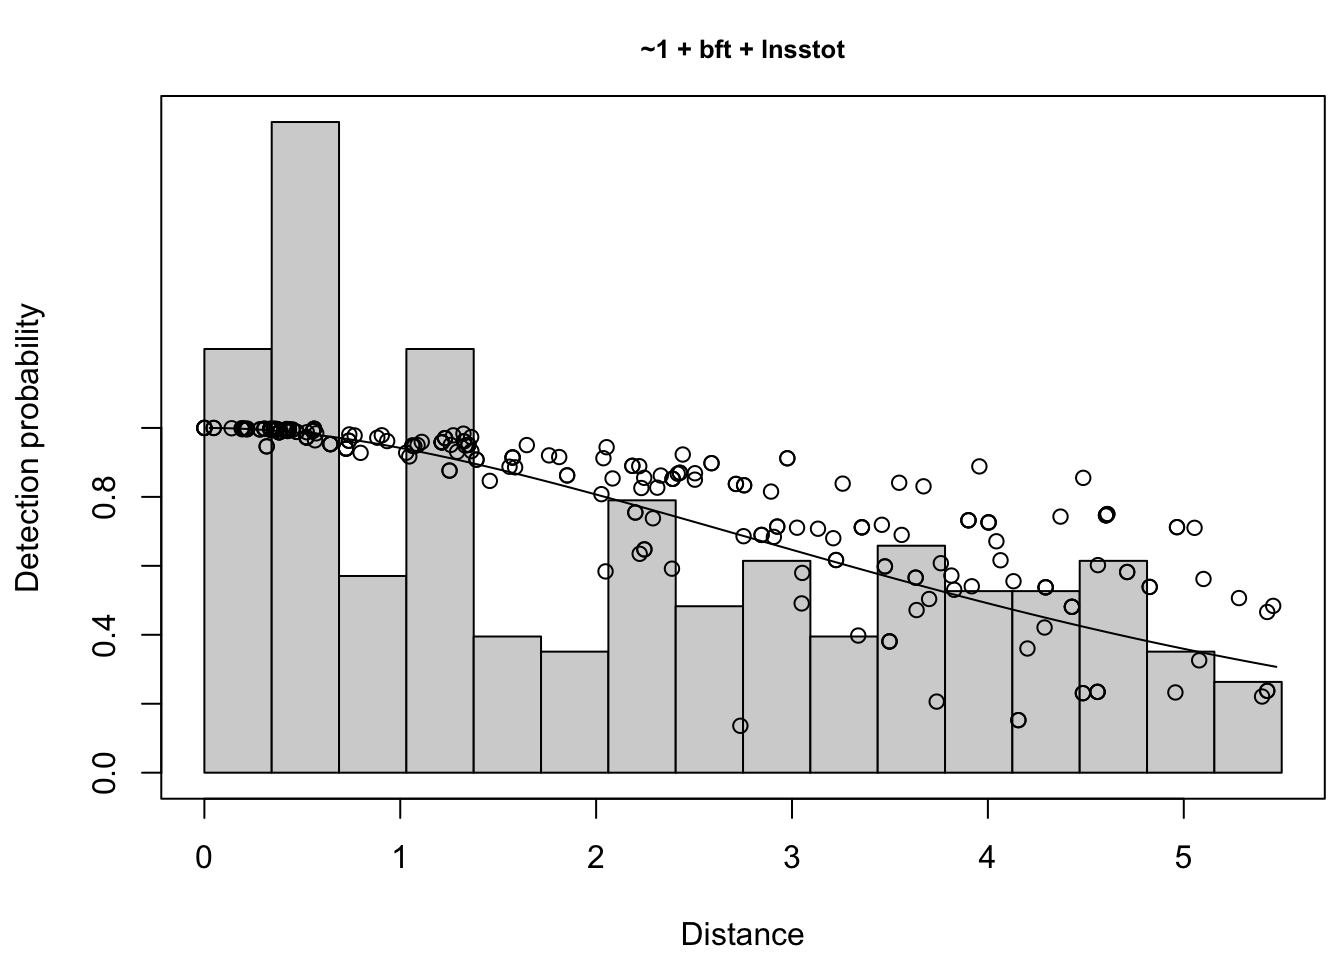 ~1 + bft + lnsstot
Detection probability
0.8
0.4
0.0
0 1 2 3 4 5
Distance